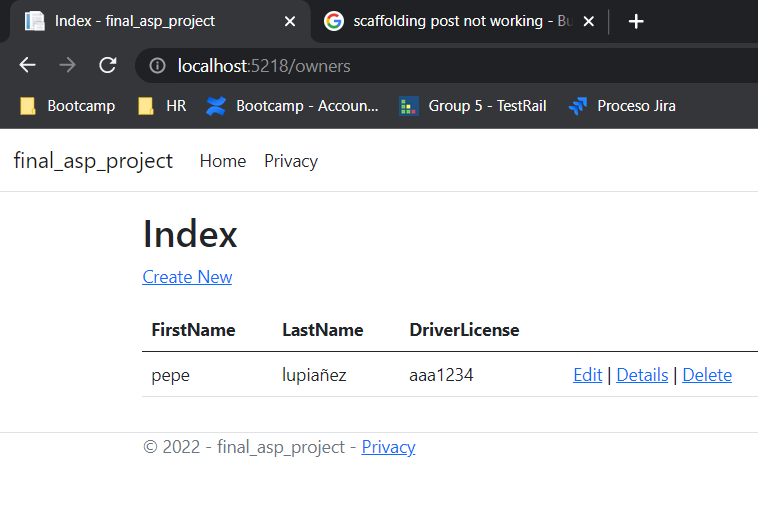 Index - final_asp_project
scaffolding post not working - Bu
localhost:5218/owners
Bootcamp HR Bootcamp - Accoun... Group 5 - TestRail Proceso Jira
final_asp_project Home Privacy
Index
Create New
FirstName LastName DriverLicense
pepe lupiañez aaa1234 Edit | Details | Delete
© 2022 - final_asp_project - Privacy